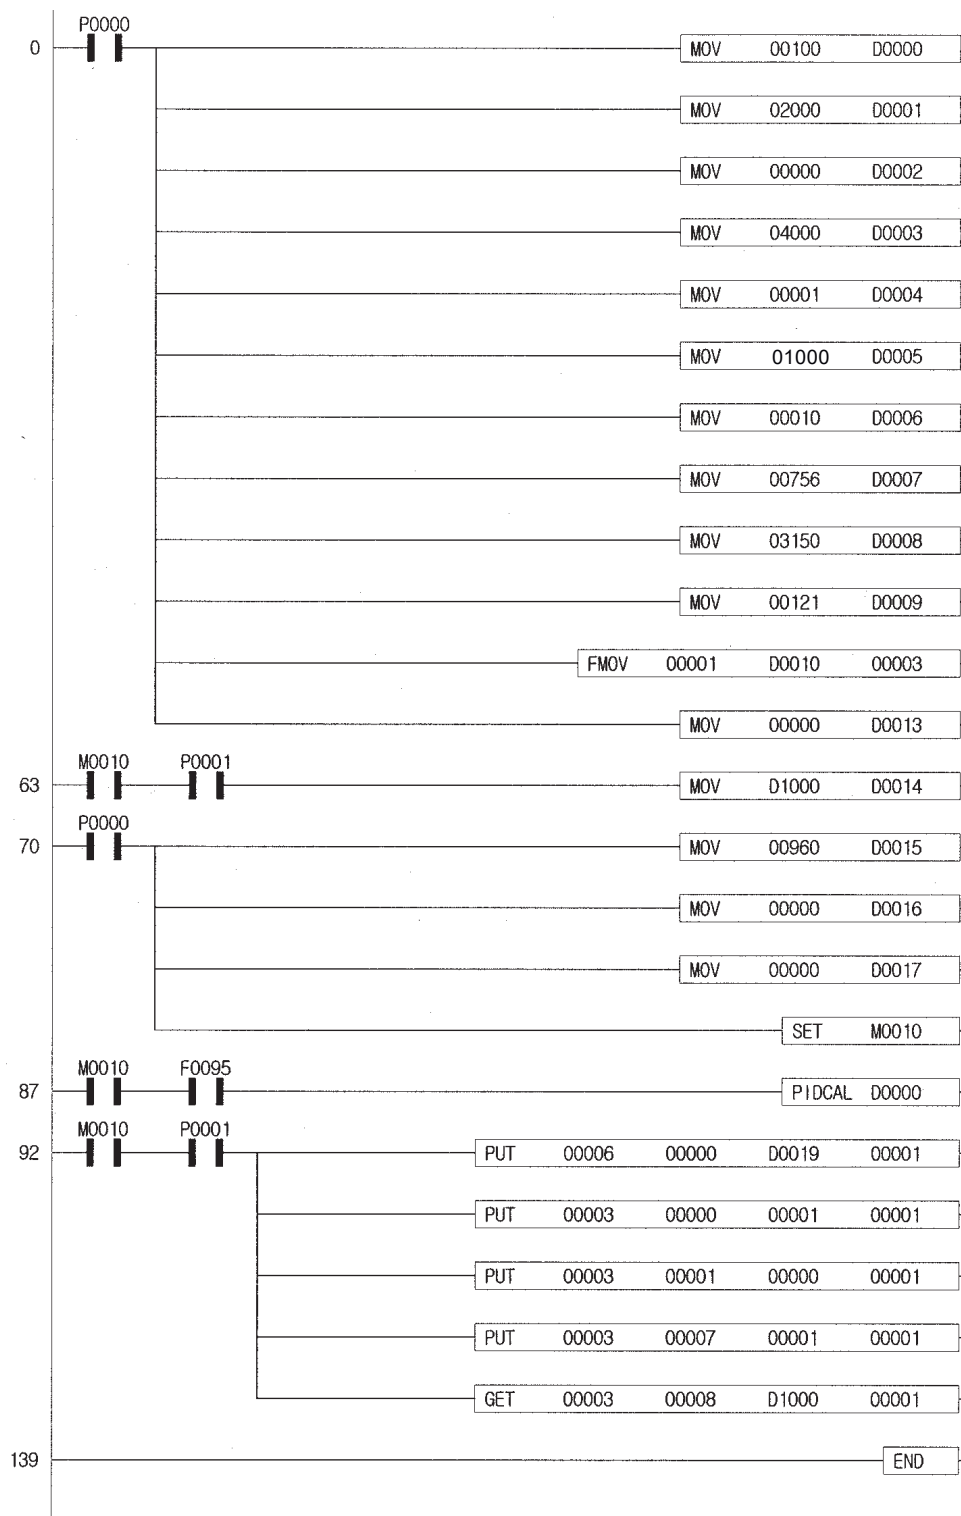 P0000
0 MOV 00100 D0000
MOV 02000 D0001
MOV 00000 D0002
MOV 04000 D0003
MOV 00001 D0004
MOV 01000 D0005
MOV 00010 D0006
MOV 00756 D0007
MOV 03150 D0008
MOV 00121 D0009
FMOV 00001 D0010 00003
MOV 00000 D0013
M0010 P0001
63 MOV D1000 D0014
P0000
70 MOV 00960 D0015
MOV 00000 D0016
MOV 00000 D0017
SET M0010
M0010 F0095
87 PIDCAL D0000
M0010 P0001
92 PUT 00006 00000 D0019 00001
PUT 00003 00000 00001 00001
PUT 00003 00001 00000 00001
PUT 00003 00007 00001 00001
GET 00003 00008 D1000 00001
139 END